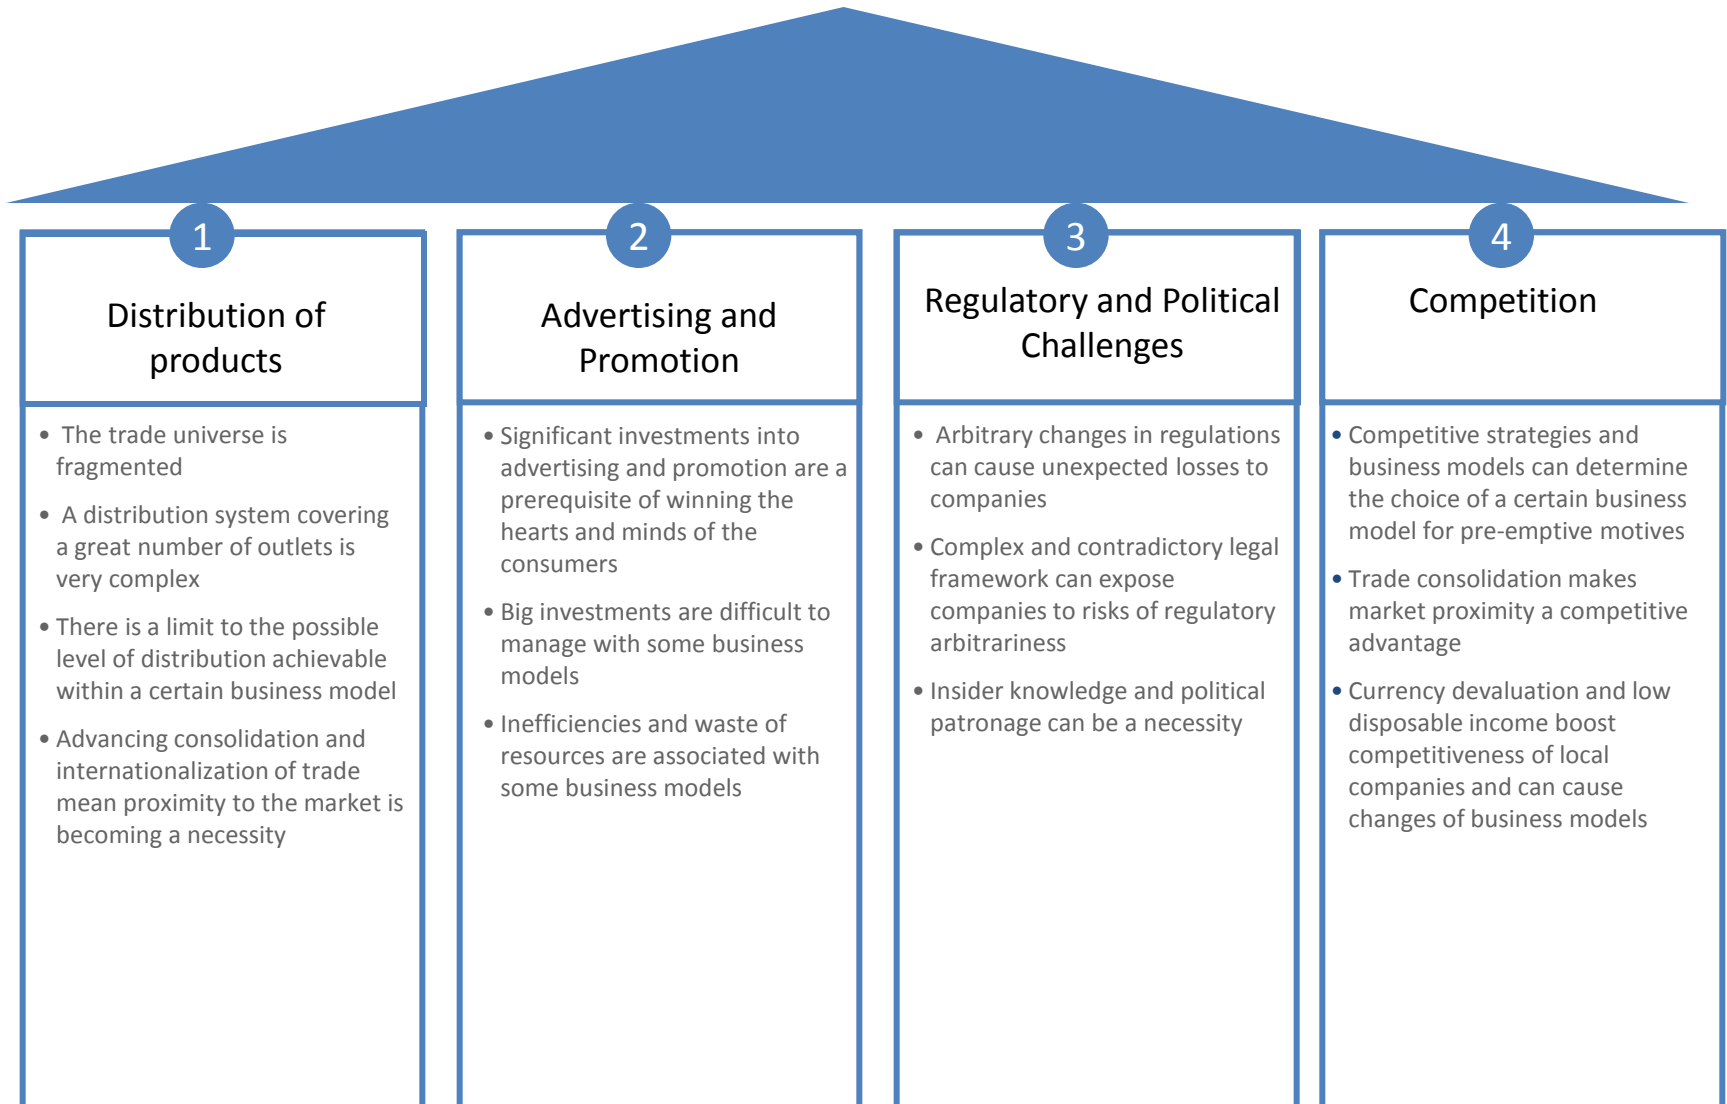 1
Distribution of
products
• The trade universe is
fragmented
• A distribution system covering
a great number of outlets is
very complex
• There is a limit to the possible
level of distribution achievable
within a certain business model
• Advancing consolidation and
internationalization of trade
mean proximity to the market is
becoming a necessity
2
Advertising and
Promotion
• Significant investments into
advertising and promotion are a
prerequisite of winning the
hearts and minds of the
consumers
• Big investments are difficult to
manage with some business
models
• Inefficiencies and waste of
resources are associated with
some business models
3
Regulatory and Political
Challenges
• Arbitrary changes in regulations
can cause unexpected losses to
companies
• Complex and contradictory legal
framework can expose
companies to risks of regulatory
arbitrariness
• Insider knowledge and political
patronage can be a necessity
4
Competition
• Competitive strategies and
business models can determine
the choice of a certain business
model for pre-emptive motives
• Trade consolidation makes
market proximity a competitive
advantage
• Currency devaluation and low
disposable income boost
competitiveness of local
companies and can cause
changes of business models